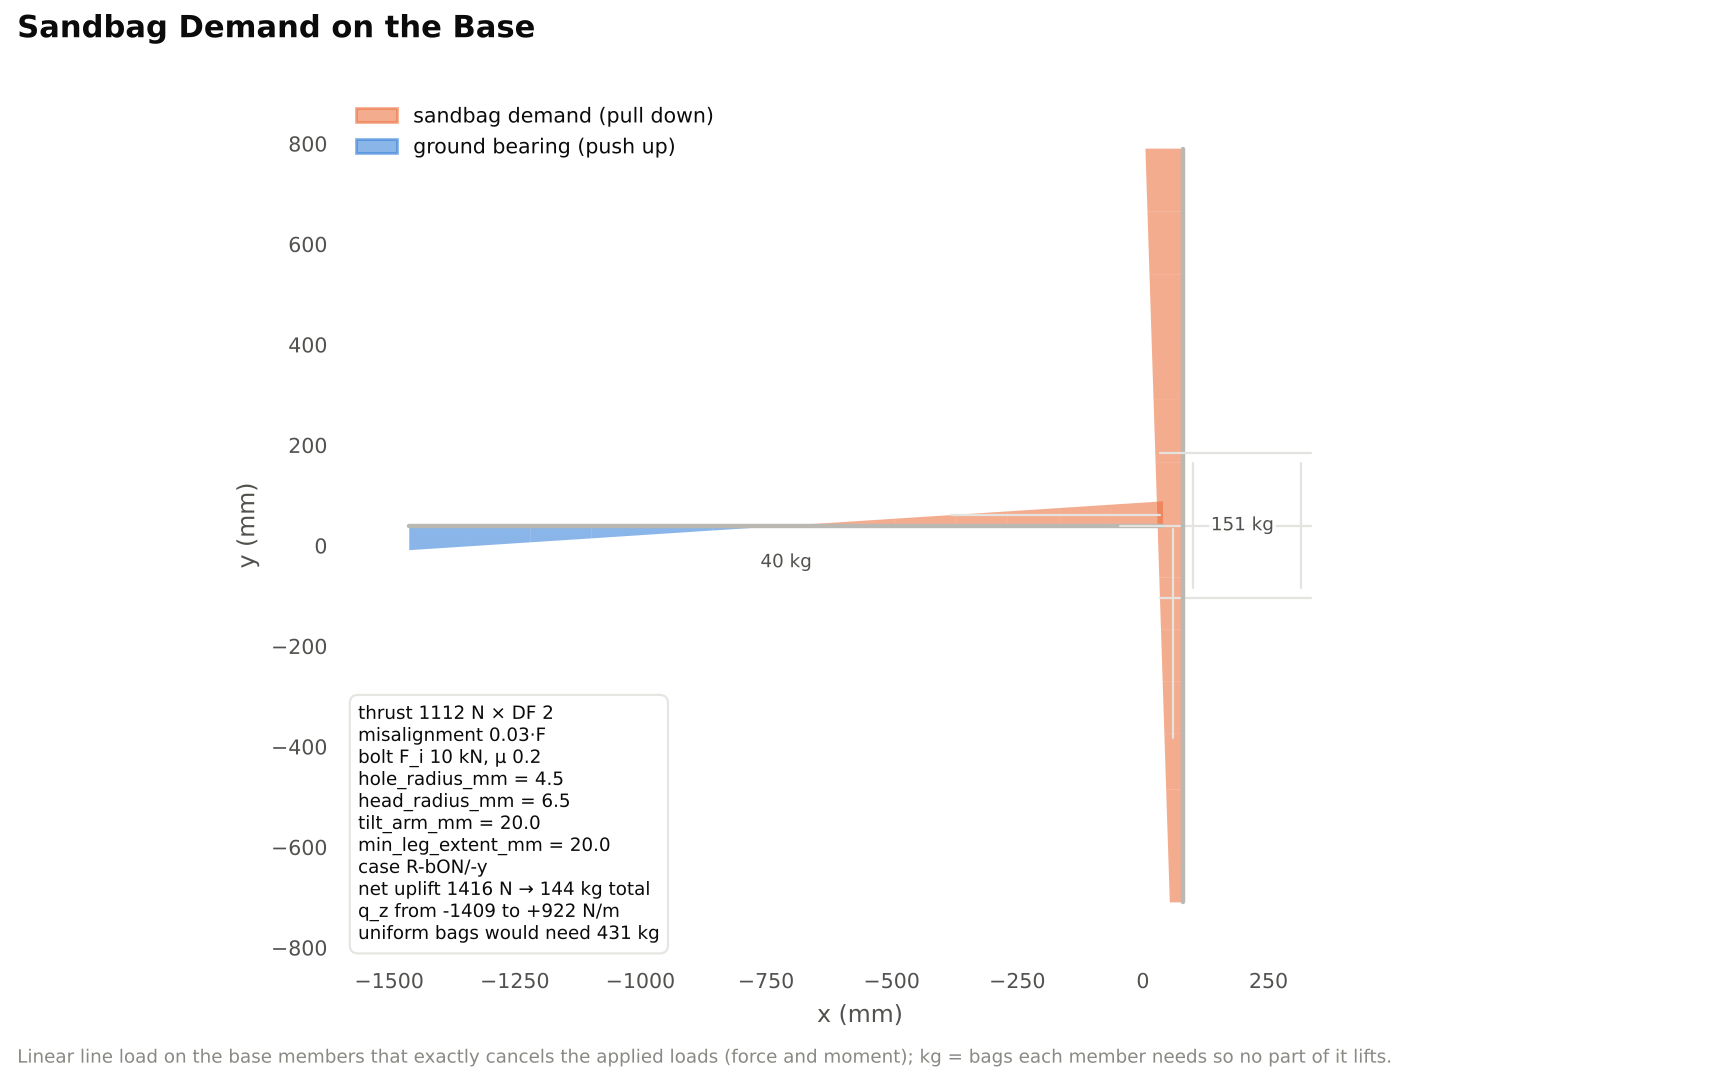 Sandbag Demand on the Base
sandbag demand (pull down)
ground bearing (push up)
800
600
400
200
0
−200
−400
−600
−800
y (mm)
151 kg
40 kg
thrust 1112 N × DF 2
misalignment 0.03·F
bolt F_i 10 kN, μ 0.2
hole_radius_mm = 4.5
head_radius_mm = 6.5
tilt_arm_mm = 20.0
min_leg_extent_mm = 20.0
case R-bON/-y
net uplift 1416 N → 144 kg total
q_z from -1409 to +922 N/m
uniform bags would need 431 kg
−1500 −1250 −1000 −750 −500 −250 0 250
x (mm)
Linear line load on the base members that exactly cancels the applied loads (force and moment); kg = bags each member needs so no part of it lifts.